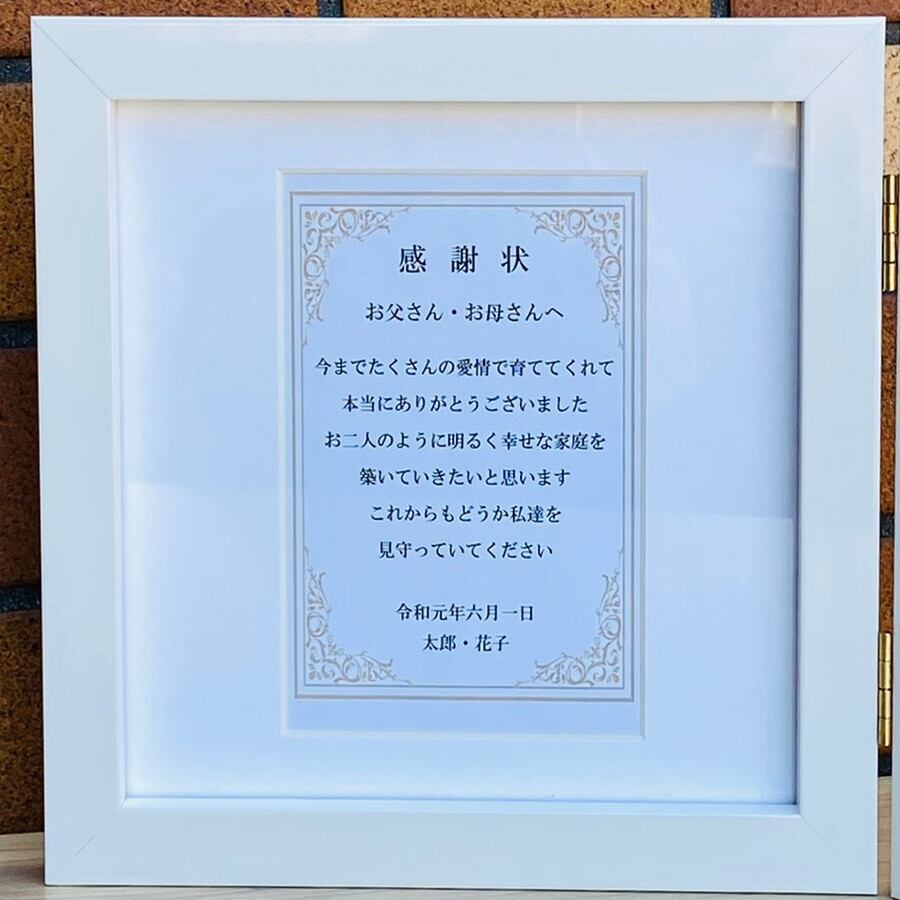 感謝状
お父さん・お母さんへ
今までたくさんの愛情で育ててくれて
本当にありがとうございました
お二人のように明るく幸せな家庭を
築いていきたいと思います
これからもどうか私達を
見守っていてください
令和元年六月一日
太郎・花子